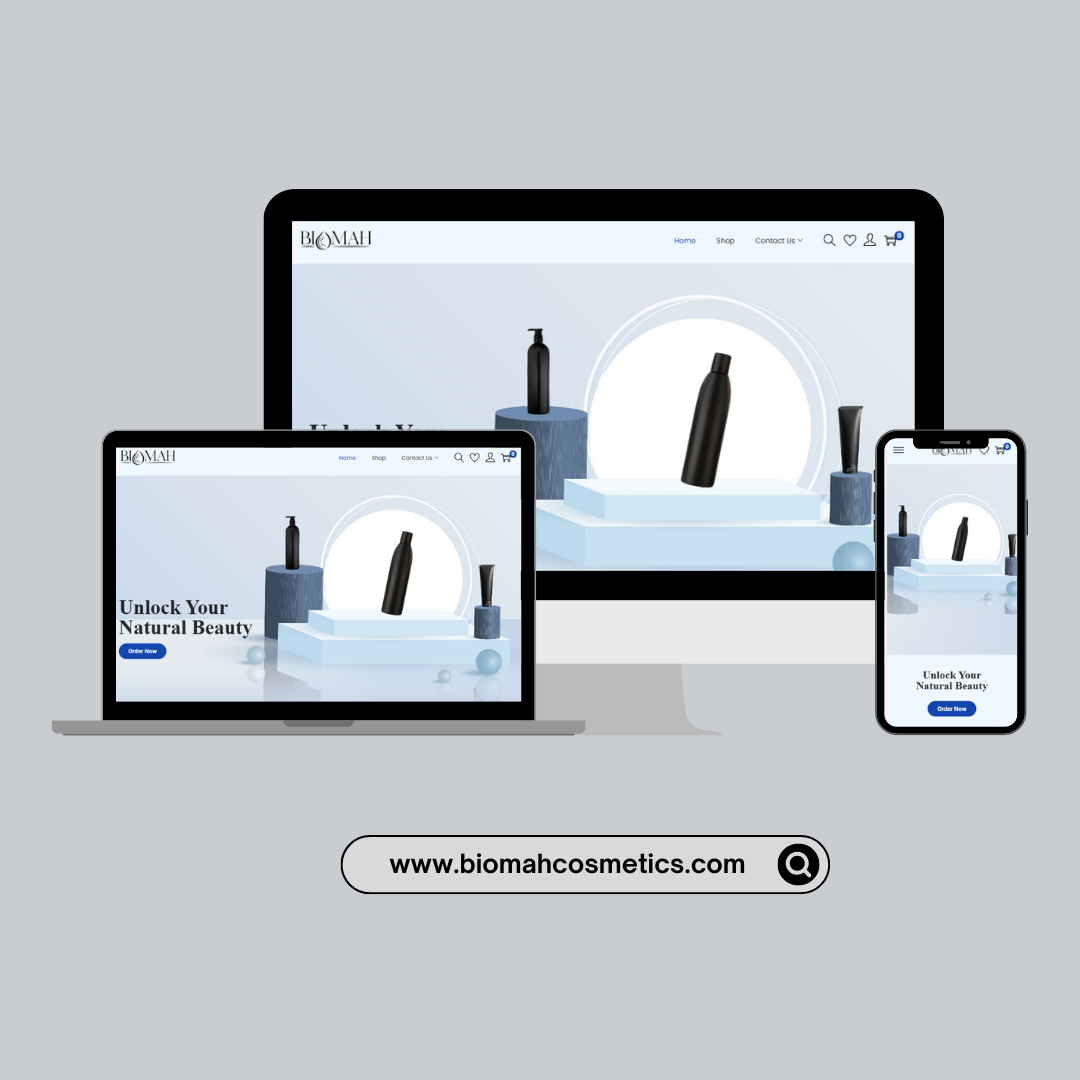 BIOMAH
Home Shop Contact Us 0
Unlock Your
BIOMAH
Home Shop Contact Us 0
Unlock Your
Natural Beauty
Order Now
BIOMAH 0
Unlock Your
Natural Beauty
Order Now
www.biomahcosmetics.com